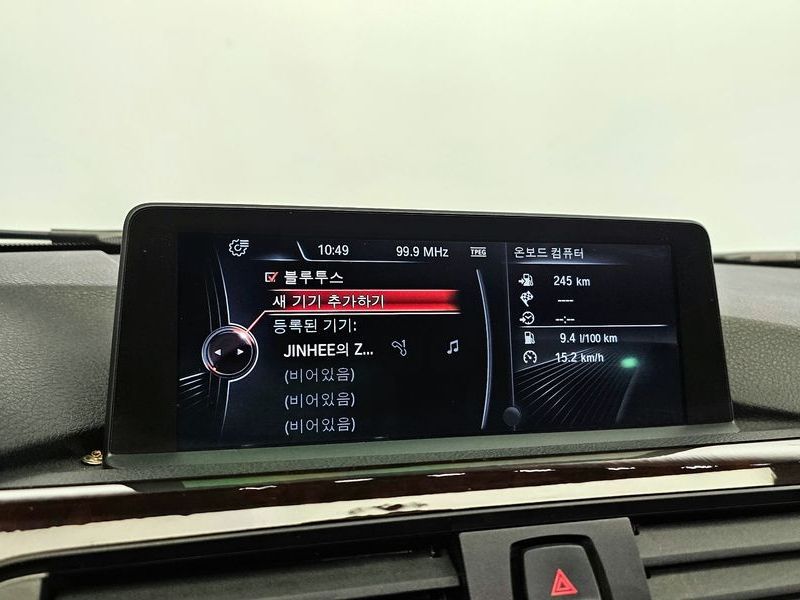 10:49 99.9 MHz TPEG
블루투스
새 기기 추가하기
등록된 기기:
JINHEE의 Z...
(비어있음)
(비어있음)
(비어있음)
온보드 컴퓨터
245 km
----
--:--
9.4 l/100 km
15.2 km/h